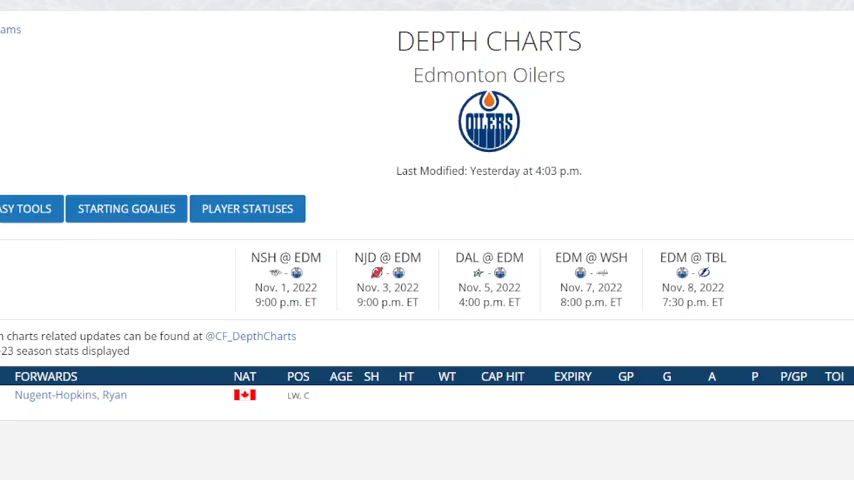 ams
DEPTH CHARTS
Edmonton Oilers
OILERS
Last Modified: Yesterday at 4:03 p.m.
ASY TOOLS STARTING GOALIES PLAYER STATUSES
NSH @ EDM NJD @ EDM DAL @ EDM EDM @ WSH EDM @ TBL
- - - - -
Nov. 1, 2022 Nov. 3, 2022 Nov. 5, 2022 Nov. 7, 2022 Nov. 8, 2022
9:00 p.m. ET 9:00 p.m. ET 4:00 p.m. ET 8:00 p.m. ET 7:30 p.m. ET
h charts related updates can be found at @CF_DepthCharts
-23 season stats displayed
FORWARDS NAT POS AGE SH HT WT CAP HIT EXPIRY GP G A P P/GP TOI
Nugent-Hopkins, Ryan LW, C